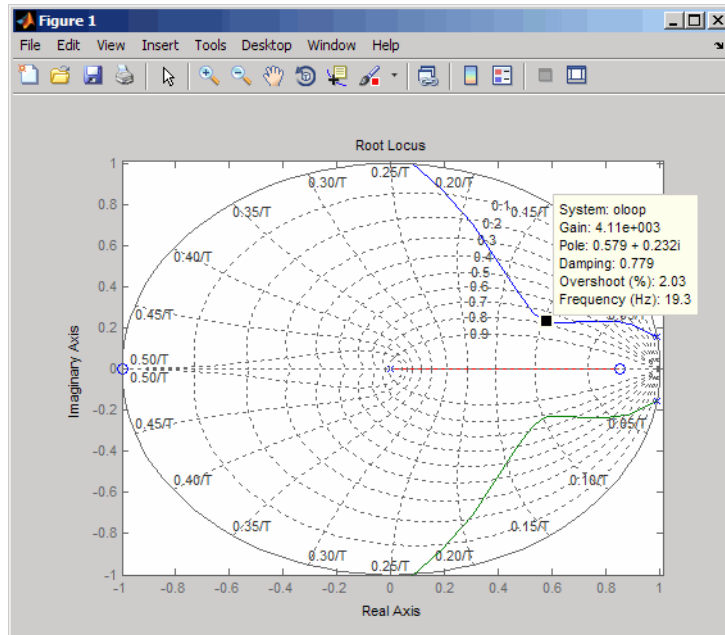 Figure 1
File Edit View Insert Tools Desktop Window Help
Root Locus
1
0.8
0.6
0.4
0.2
0
-0.2
-0.4
-0.6
-0.8
-1
Imaginary Axis
0.25/T
0.30/T
0.20/T
0.35/T
0.1
0.15/T
0.2
0.40/T
0.3
0.4
0.5
0.6
0.7
0.45/T
0.8
0.05/T
0.9
0.50/T
0.50/T
0.45/T
0.05/T
0.40/T
0.10/T
0.35/T
0.15/T
0.30/T
0.20/T
0.25/T
System: oloop
Gain: 4.11e+003
Pole: 0.579 + 0.232i
Damping: 0.779
Overshoot (%): 2.03
Frequency (Hz): 19.3
-1 -0.8 -0.6 -0.4 -0.2 0 0.2 0.4 0.6 0.8 1
Real Axis